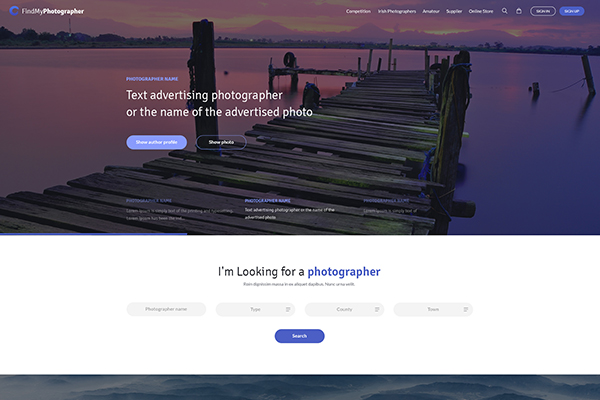 FindMyPhotographer Competition Irish Photographers Amateur Supplier Online Store SIGN IN SIGN UP
PHOTOGRAPHER NAME
Text advertising photographer
or the name of the advertised photo
Show author profile Show photo
PHOTOGRAPHER NAME PHOTOGRAPHER NAME PHOTOGRAPHER NAME
Lorem Ipsum is simply text of the printing and typesetting. Text advertising photographer or the name of the Lorem Ipsum is simply text of
Lorem Ipsum has been the ind... advertised photo
I'm Looking for a photographer
dignissim massa in ex aliquet dapibus. Nunc urna velit.
Photographer name Type County Town
Search